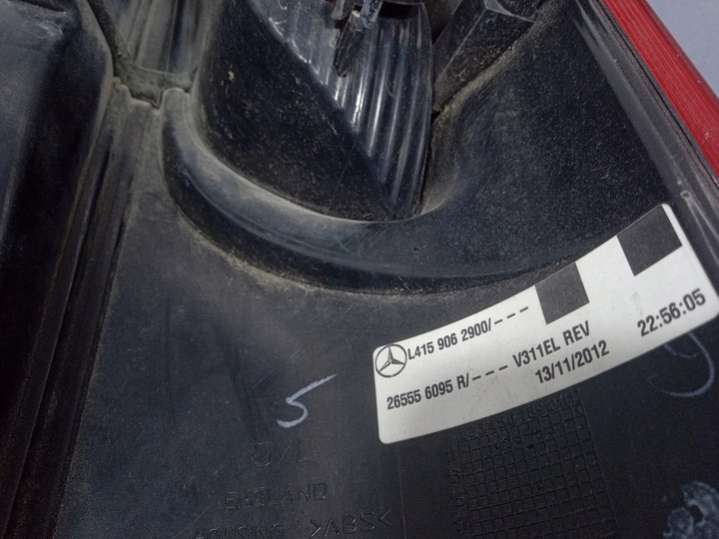 L415 906 2900/---
26555 6095 R/--- V311EL REV
13/11/2012 22:56:05
5
>ABS<